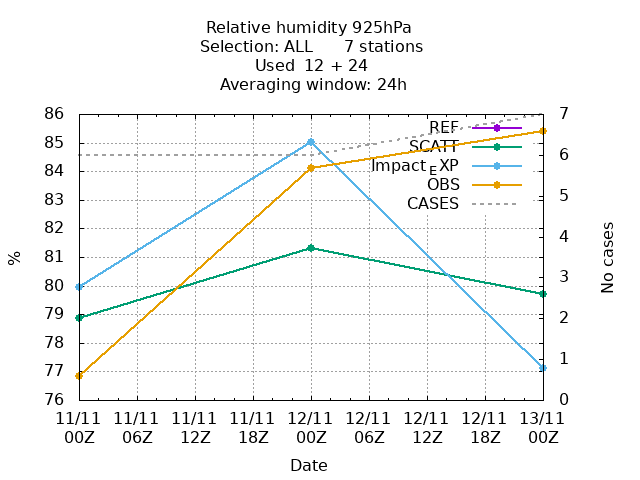 Relative humidity 925hPa
Selection: ALL 7 stations
Used 12 + 24
Averaging window: 24h
86
85
84
83
82
81
80
79
78
77
76
%
7
6
5
4
3
2
1
0
No cases
REF
SCATT
Impact_EXP
OBS
CASES
11/11 11/11 11/11 11/11 12/11 12/11 12/11 12/11 13/11
00Z 06Z 12Z 18Z 00Z 06Z 12Z 18Z 00Z
Date